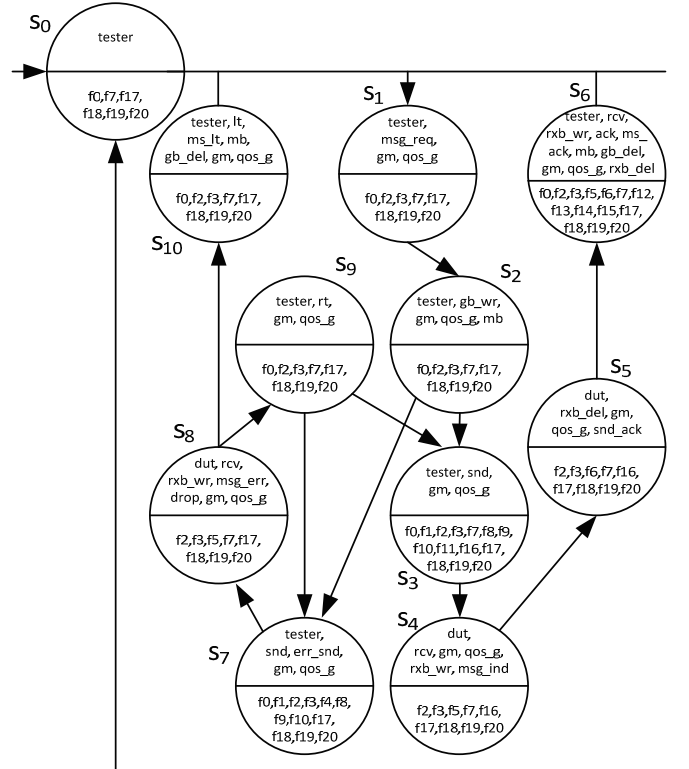 s0
tester
f0,f7,f17,
f18,f19,f20
s10
tester, lt,
ms_lt, mb,
gb_del, gm, qos_g
f0,f2,f3,f7,f17,
f18,f19,f20
s1
tester,
msg_req,
gm, qos_g
f0,f2,f3,f7,f17,
f18,f19,f20
s6
tester, rcv,
rxb_wr, ack, ms_
ack, mb, gb_del,
gm, qos_g, rxb_del
f0,f2,f3,f5,f6,f7,f12,
f13,f14,f15,f17,
f18,f19,f20
s9
tester, rt,
gm, qos_g
f0,f2,f3,f7,f17,
f18,f19,f20
s2
tester, gb_wr,
gm, qos_g, mb
f0,f2,f3,f7,f17,
f18,f19,f20
s5
dut,
rxb_del, gm,
qos_g, snd_ack
f2,f3,f6,f7,f16,
f17,f18,f19,f20
s8
dut, rcv,
rxb_wr, msg_err,
drop, gm, qos_g
f2,f3,f5,f7,f17,
f18,f19,f20
tester, snd,
gm, qos_g
f0,f1,f2,f3,f7,f8,f9,
f10,f11,f16,f17,
f18,f19,f20
s3
s7
tester,
snd, err_snd,
gm, qos_g
f0,f1,f2,f3,f4,f8,
f9,f10,f17,
f18,f19,f20
s4
dut,
rcv, gm, qos_g,
rxb_wr, msg_ind
f2,f3,f5,f7,f16,
f17,f18,f19,f20